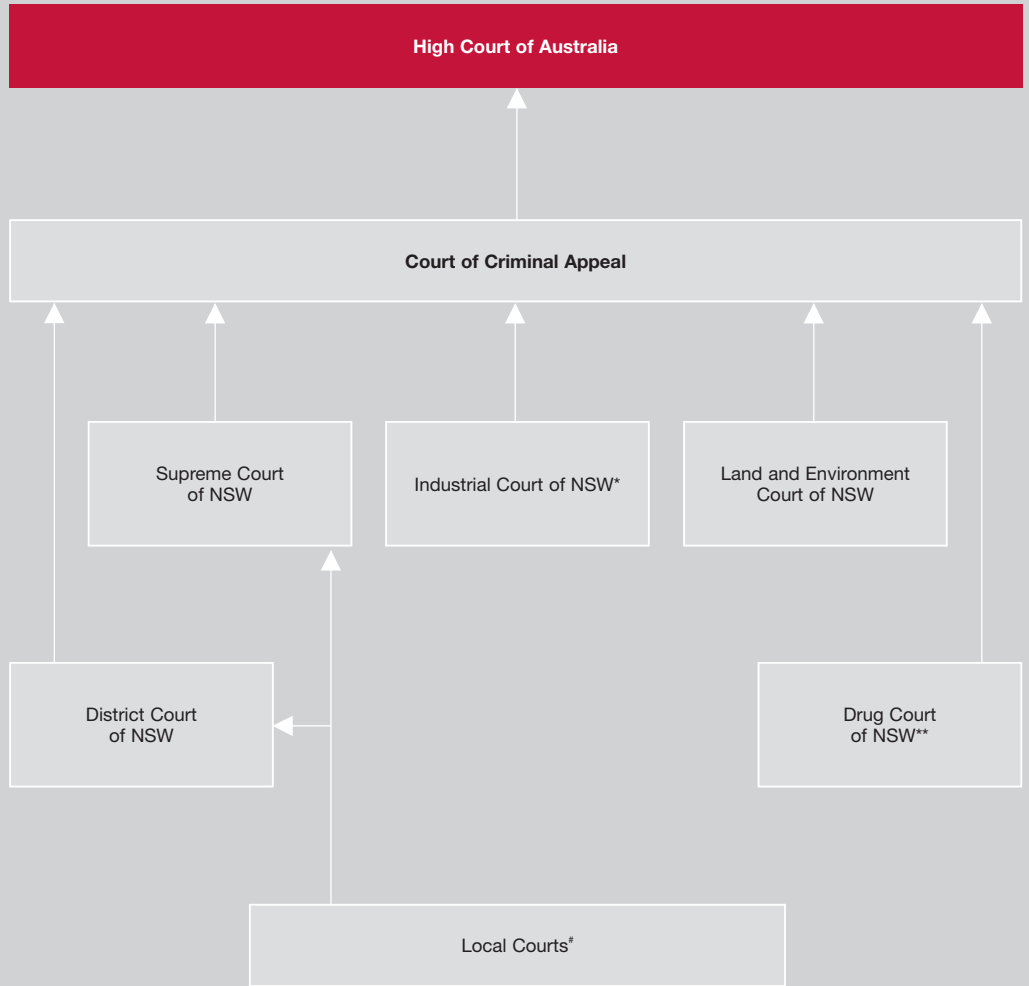 High Court of Australia
Court of Criminal Appeal
Supreme Court
of NSW
Industrial Court of NSW*
Land and Environment
Court of NSW
District Court
of NSW
Drug Court
of NSW**
Local Courts#